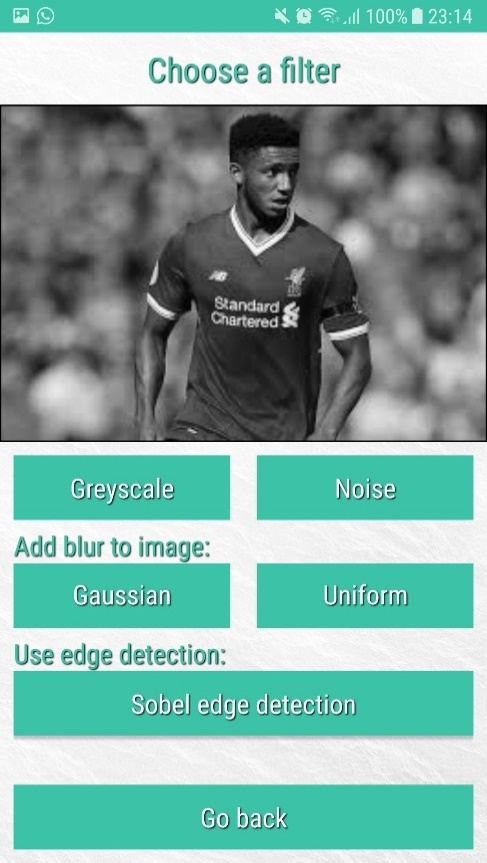 100% 23:14
Choose a filter
NB
Standard
Chartered
Greyscale
Noise
Add blur to image:
Gaussian
Uniform
Use edge detection:
Sobel edge detection
Go back